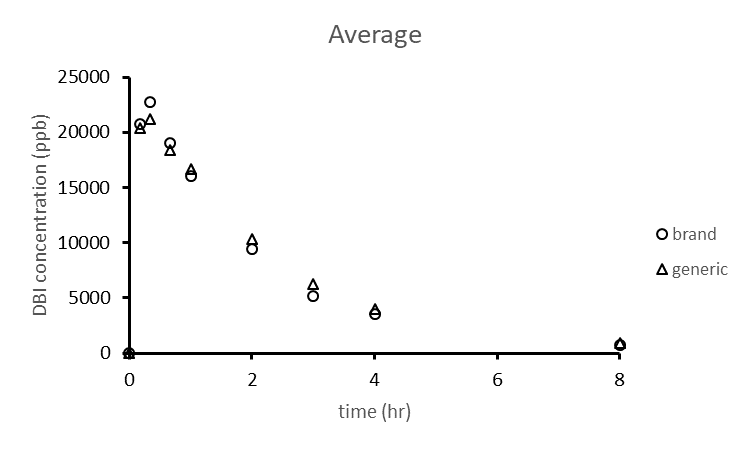 Average
DBI concentration (ppb)
25000
20000
15000
10000
5000
0
0 2 4 6 8
time (hr)
brand
generic